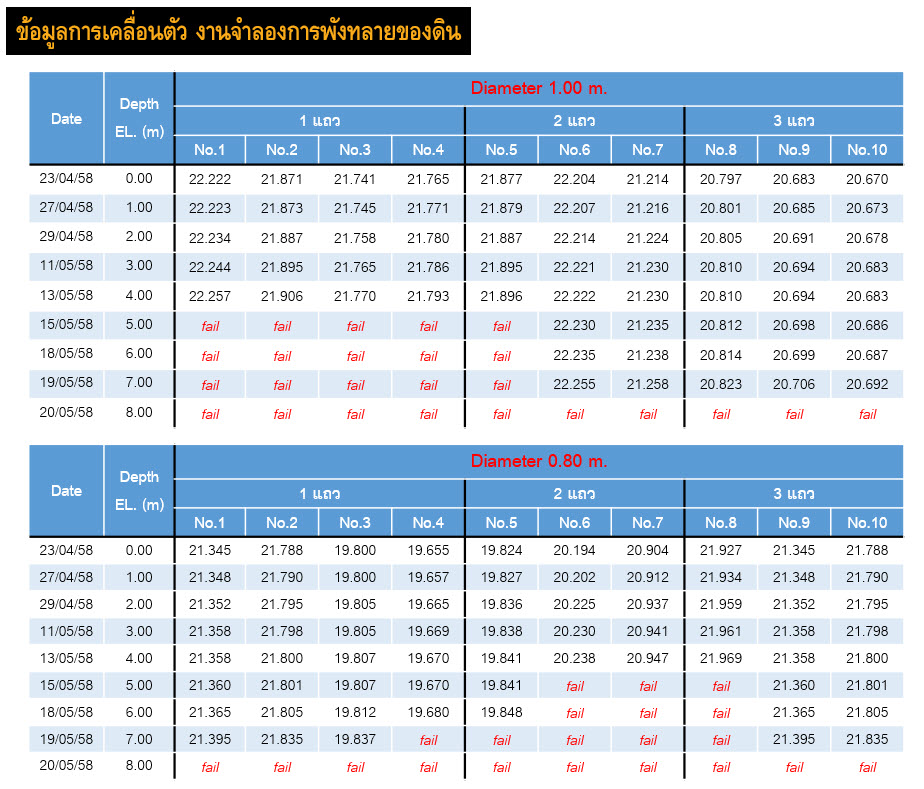 ข้อมูลการเคลื่อนตัว งานจำลองการพังทลายของดิน
Date Depth EL. (m) Diameter 1.00 m.
1 แถว 2 แถว 3 แถว
No.1 No.2 No.3 No.4 No.5 No.6 No.7 No.8 No.9 No.10
23/04/58 0.00 22.222 21.871 21.741 21.765 21.877 22.204 21.214 20.797 20.683 20.670
27/04/58 1.00 22.223 21.873 21.745 21.771 21.879 22.207 21.216 20.801 20.685 20.673
29/04/58 2.00 22.234 21.887 21.758 21.780 21.887 22.214 21.224 20.805 20.691 20.678
11/05/58 3.00 22.244 21.895 21.765 21.786 21.895 22.221 21.230 20.810 20.694 20.683
13/05/58 4.00 22.257 21.906 21.770 21.793 21.896 22.222 21.230 20.810 20.694 20.683
15/05/58 5.00 fail fail fail fail fail 22.230 21.235 20.812 20.698 20.686
18/05/58 6.00 fail fail fail fail fail 22.235 21.238 20.814 20.699 20.687
19/05/58 7.00 fail fail fail fail fail 22.255 21.258 20.823 20.706 20.692
20/05/58 8.00 fail fail fail fail fail fail fail fail fail fail
Date Depth EL. (m) Diameter 0.80 m.
1 แถว 2 แถว 3 แถว
No.1 No.2 No.3 No.4 No.5 No.6 No.7 No.8 No.9 No.10
23/04/58 0.00 21.345 21.788 19.800 19.655 19.824 20.194 20.904 21.927 21.345 21.788
27/04/58 1.00 21.348 21.790 19.800 19.657 19.827 20.202 20.912 21.934 21.348 21.790
29/04/58 2.00 21.352 21.795 19.805 19.665 19.836 20.225 20.937 21.959 21.352 21.795
11/05/58 3.00 21.358 21.798 19.805 19.669 19.838 20.230 20.941 21.961 21.358 21.798
13/05/58 4.00 21.358 21.800 19.807 19.670 19.841 20.238 20.947 21.969 21.358 21.800
15/05/58 5.00 21.360 21.801 19.807 19.670 19.841 fail fail fail 21.360 21.801
18/05/58 6.00 21.365 21.805 19.812 19.680 19.848 fail fail fail 21.365 21.805
19/05/58 7.00 21.395 21.835 19.837 fail fail fail fail fail 21.395 21.835
20/05/58 8.00 fail fail fail fail fail fail fail fail fail fail